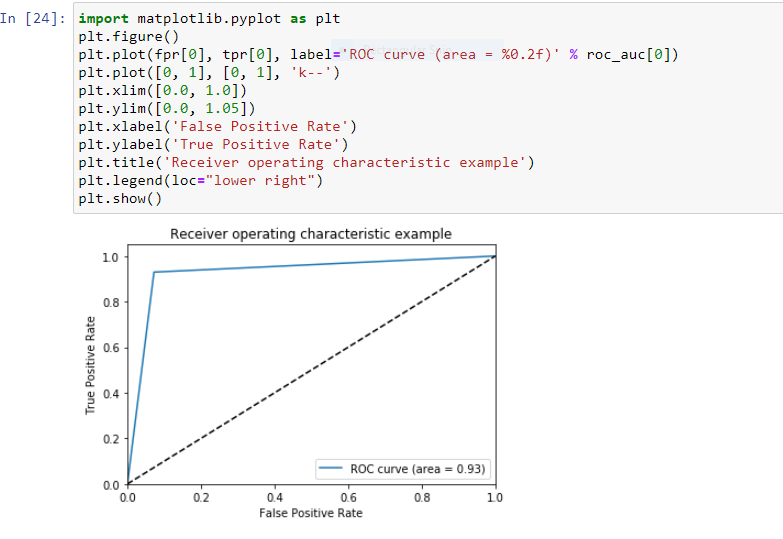 In [24]: import matplotlib.pyplot as plt
plt.figure()
plt.plot(fpr[0], tpr[0], label='ROC curve (area = %0.2f)' % roc_auc[0])
plt.plot([0, 1], [0, 1], 'k--')
plt.xlim([0.0, 1.0])
plt.ylim([0.0, 1.05])
plt.xlabel('False Positive Rate')
plt.ylabel('True Positive Rate')
plt.title('Receiver operating characteristic example')
plt.legend(loc="lower right")
plt.show()
Receiver operating characteristic example
True Positive Rate
1.0
0.8
0.6
0.4
0.2
0.0
ROC curve (area = 0.93)
0.0 0.2 0.4 0.6 0.8 1.0
False Positive Rate